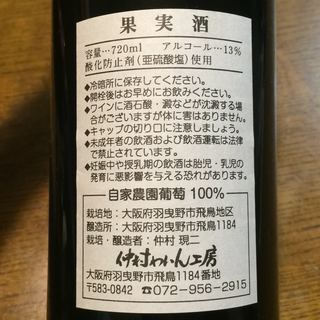 果実酒
容量…720ml アルコール…13%
酸化防止剤(亜硫酸塩)使用
◆冷暗所に保存してください。
◆開栓後はお早めにお飲みください。
◆ワインに酒石酸・澱などが沈澱する場
合がございますが体に害はありません。
◆キャップの切り口に注意しましょう。
◆未成年者の飲酒および飲酒運転は法律
で禁止されています。
◆妊娠中や授乳期の飲酒は胎児・乳児の
発育に悪影響を与える恐れがあります。
自家農園葡萄 100%
栽培地:大阪府羽曳野市飛鳥地区
醸造地:大阪府羽曳野市飛鳥1184
栽培・醸造者:仲村 現二
仲村わいん工房
大阪府羽曳野市飛鳥1184番地
〒583-0842 ☎072-956-2915